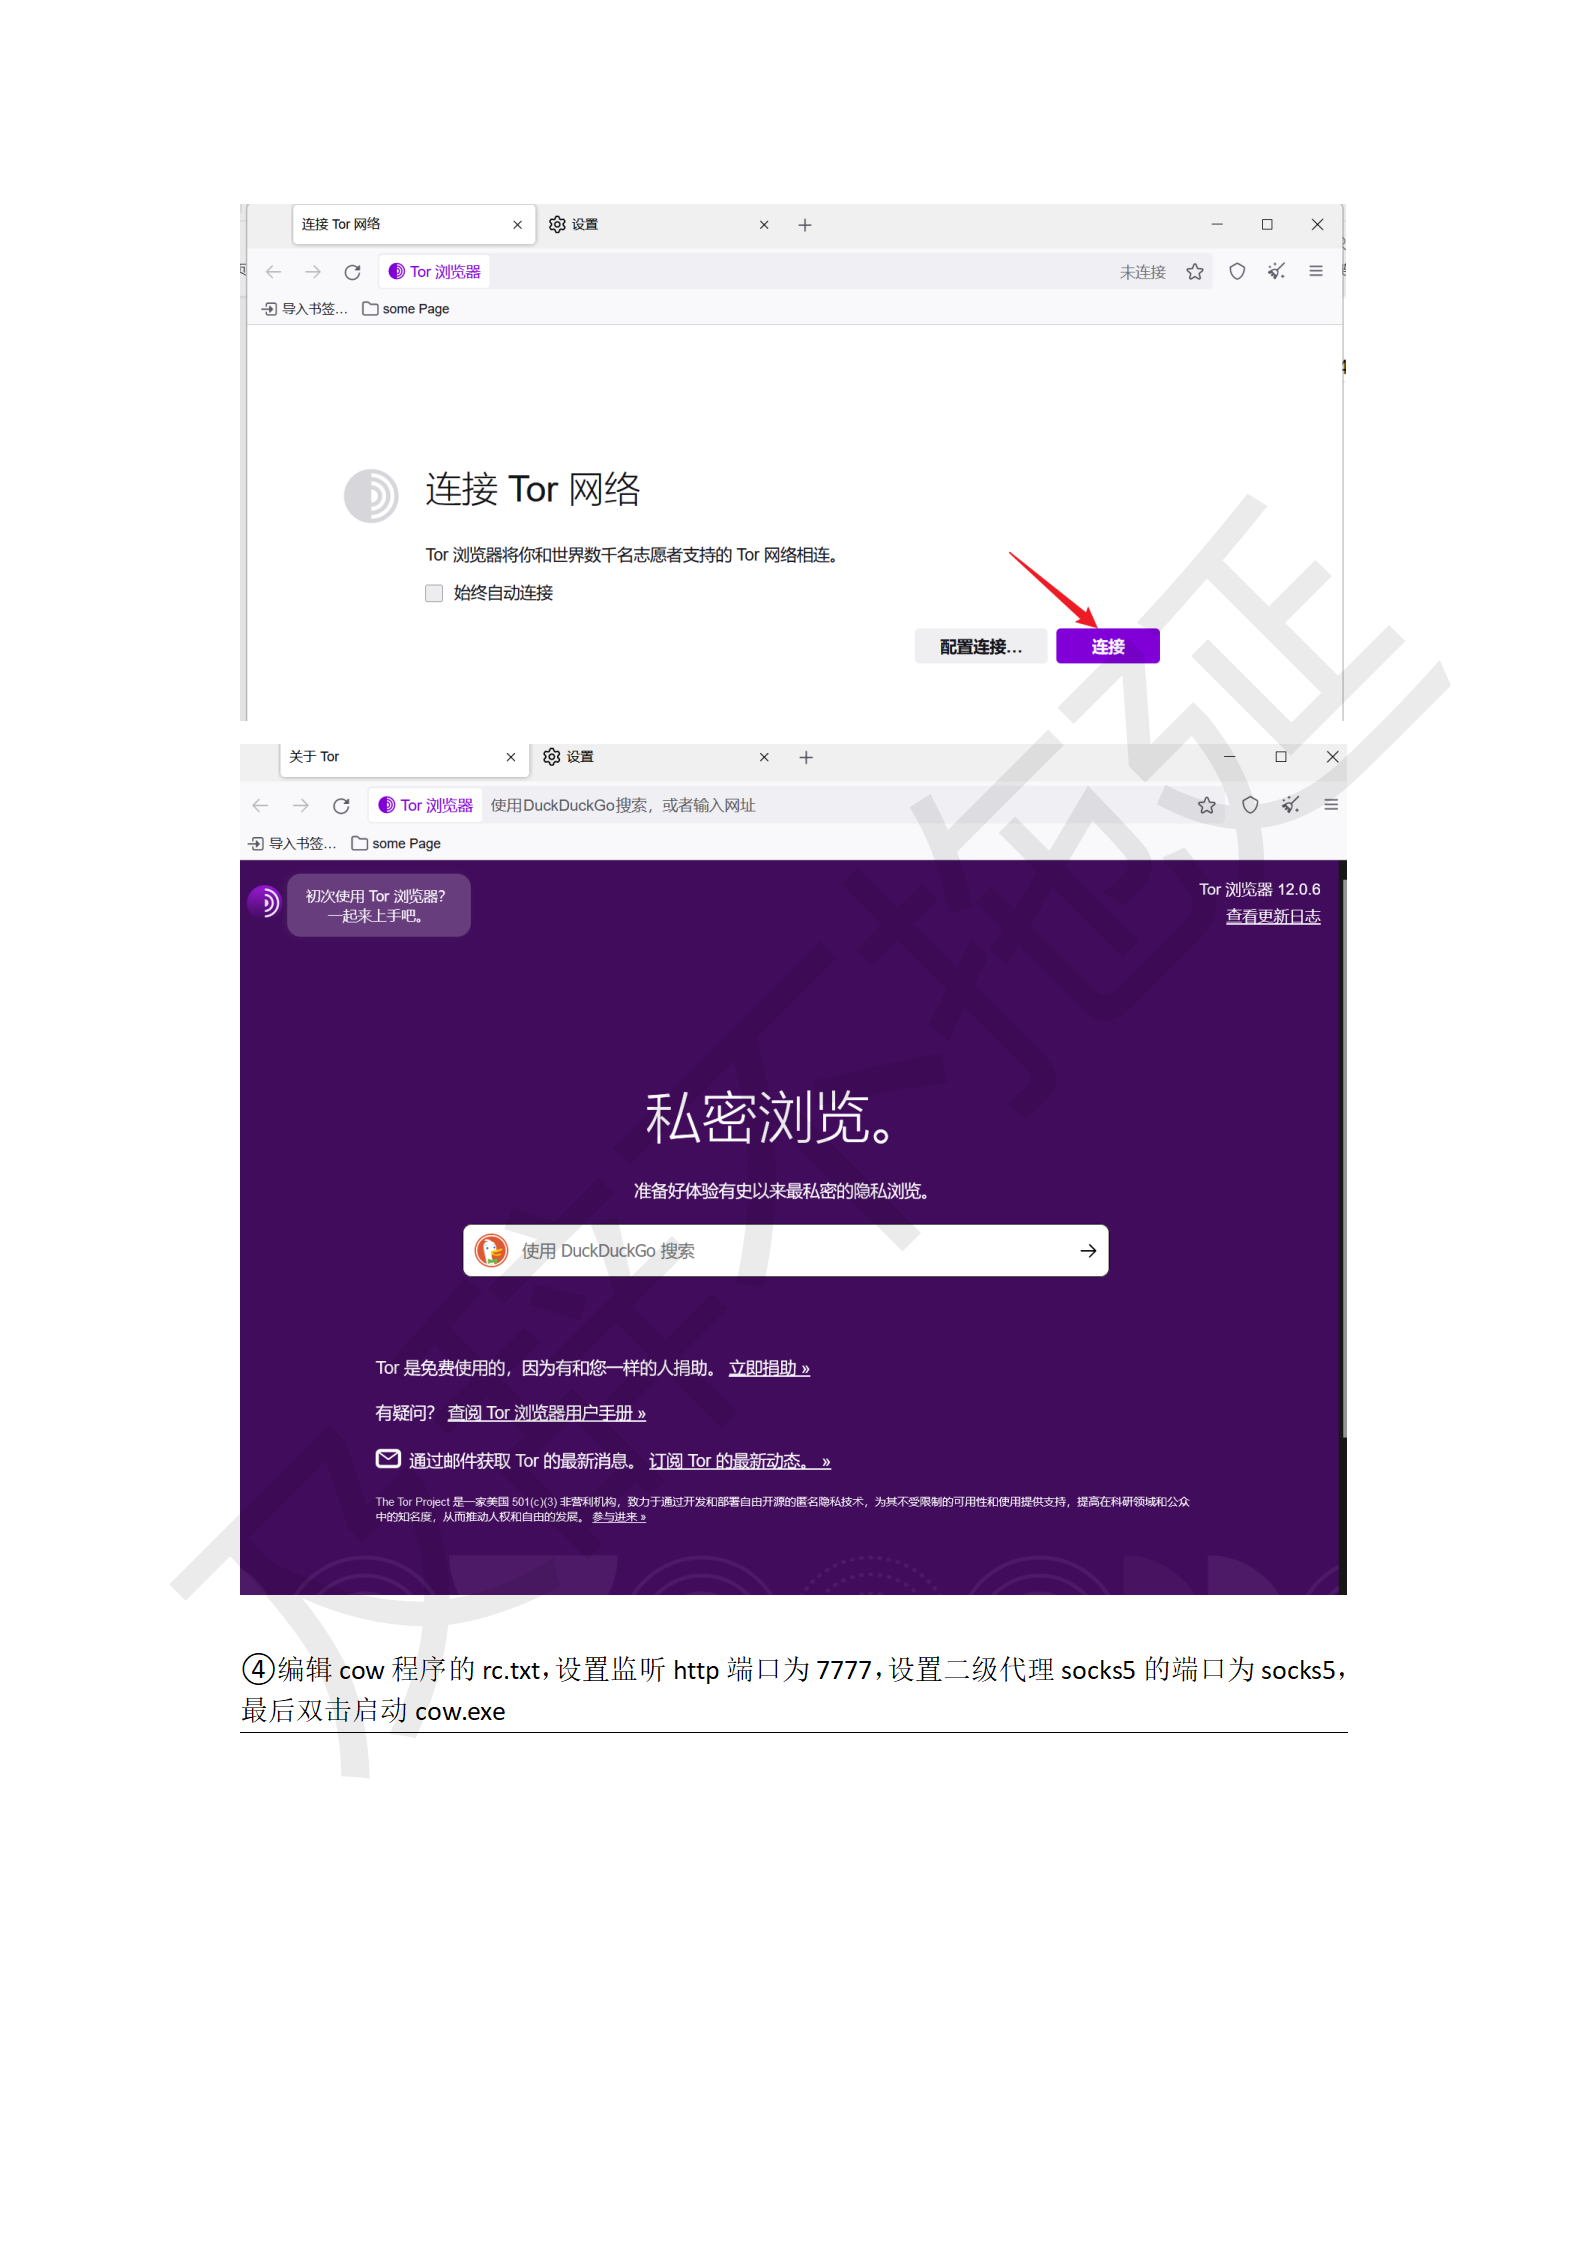 连接 Tor 网络
设置
Tor 浏览器
未连接
导入书签...
some Page
连接 Tor 网络
Tor 浏览器将你和世界数千名志愿者支持的 Tor 网络相连。
始终自动连接
配置连接...
连接
关于 Tor
设置
Tor 浏览器
使用DuckDuckGo搜索，或者输入网址
导入书签...
some Page
初次使用 Tor 浏览器?
一起来上手吧。
Tor 浏览器 12.0.6
查看更新日志
私密浏览。
准备好体验有史以来最私密的隐私浏览。
使用 DuckDuckGo 搜索
Tor 是免费使用的，因为有和您一样的人捐助。 立即捐助 »
有疑问? 查阅 Tor 浏览器用户手册 »
通过邮件获取 Tor 的最新消息。 订阅 Tor 的最新动态。 »
The Tor Project 是一家美国 501(c)(3) 非营利机构，致力于通过开发和部署自由开源的匿名隐私技术，为其不受限制的可用性和使用提供支持，提高在科研领域和公众
中的知名度，从而推动人权和自由的发展。 参与进来 »
④编辑 cow 程序的 rc.txt，设置监听 http 端口为 7777，设置二级代理 socks5 的端口为 socks5，
最后双击启动 cow.exe